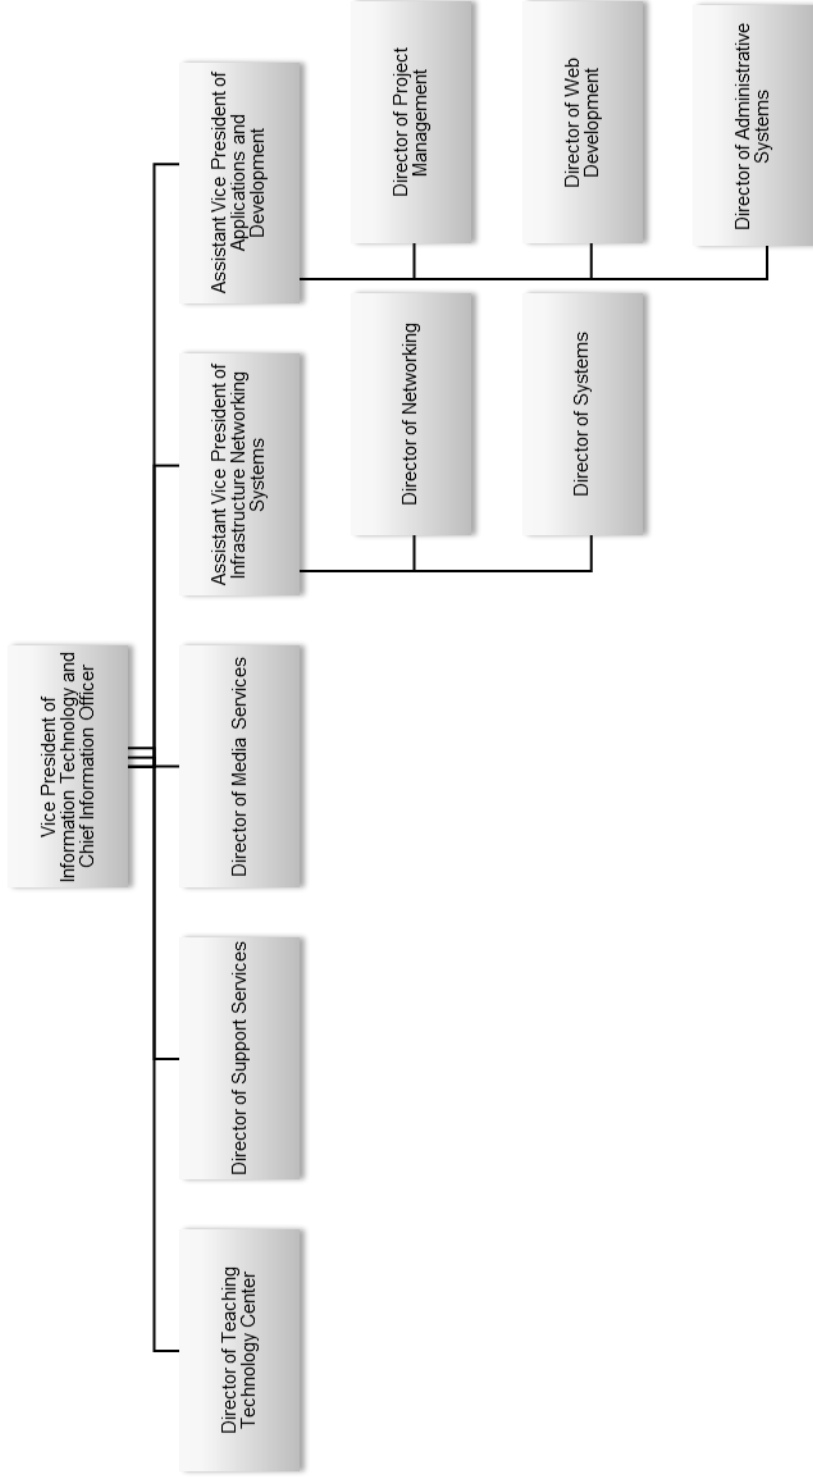 Vice President of
Information Technology and
Chief Information Officer
Director of Teaching
Technology Center
Director of Support Services
Director of Media Services
Assistant Vice President of
Infrastructure Networking
Systems
Assistant Vice President of
Applications and
Development
Director of Networking
Director of Systems
Director of Project
Management
Director of Web
Development
Director of Administrative
Systems